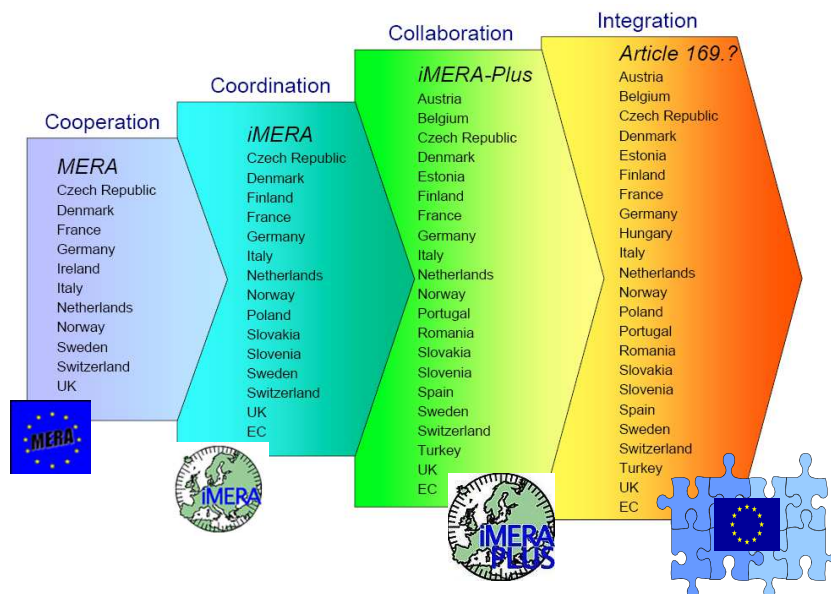 Cooperation
MERA
Czech Republic
Denmark
France
Germany
Ireland
Italy
Netherlands
Norway
Sweden
Switzerland
UK
MERA
Coordination
iMERA
Czech Republic
Denmark
Finland
France
Germany
Italy
Netherlands
Norway
Poland
Slovakia
Slovenia
Sweden
Switzerland
UK
EC
iMERA
Collaboration
iMERA-Plus
Austria
Belgium
Czech Republic
Denmark
Estonia
Finland
France
Germany
Italy
Netherlands
Norway
Portugal
Romania
Slovakia
Slovenia
Spain
Sweden
Switzerland
Turkey
UK
EC
iMERA
PLUS
Integration
Article 169.?
Austria
Belgium
Czech Republic
Denmark
Estonia
Finland
France
Germany
Hungary
Italy
Netherlands
Norway
Poland
Portugal
Romania
Slovakia
Slovenia
Spain
Sweden
Switzerland
Turkey
UK
EC